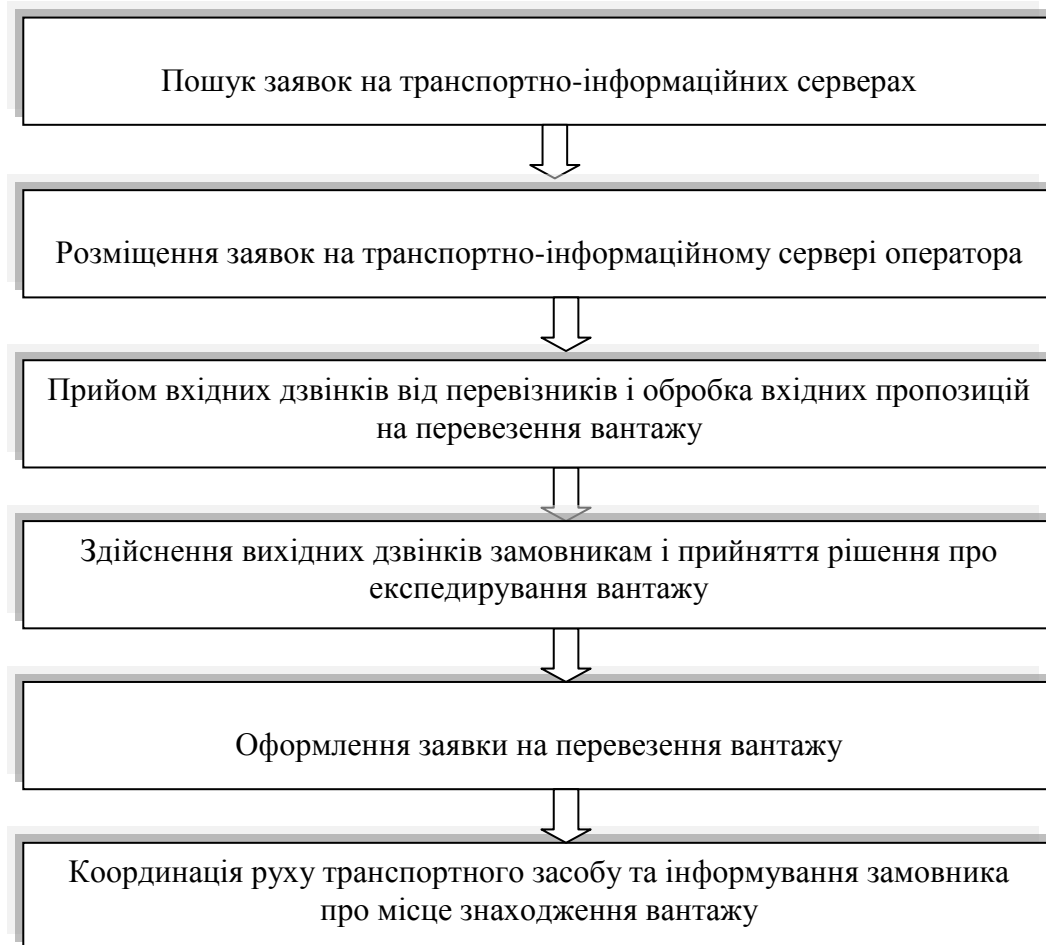 Пошук заявок на транспортно-інформаційних серверах
Розміщення заявок на транспортно-інформаційному сервері оператора
Прийом вхідних дзвінків від перевізників і обробка вхідних пропозицій
на перевезення вантажу
Здійснення вихідних дзвінків замовникам і прийняття рішення про
експедирування вантажу
Оформлення заявки на перевезення вантажу
Координація руху транспортного засобу та інформування замовника
про місце знаходження вантажу